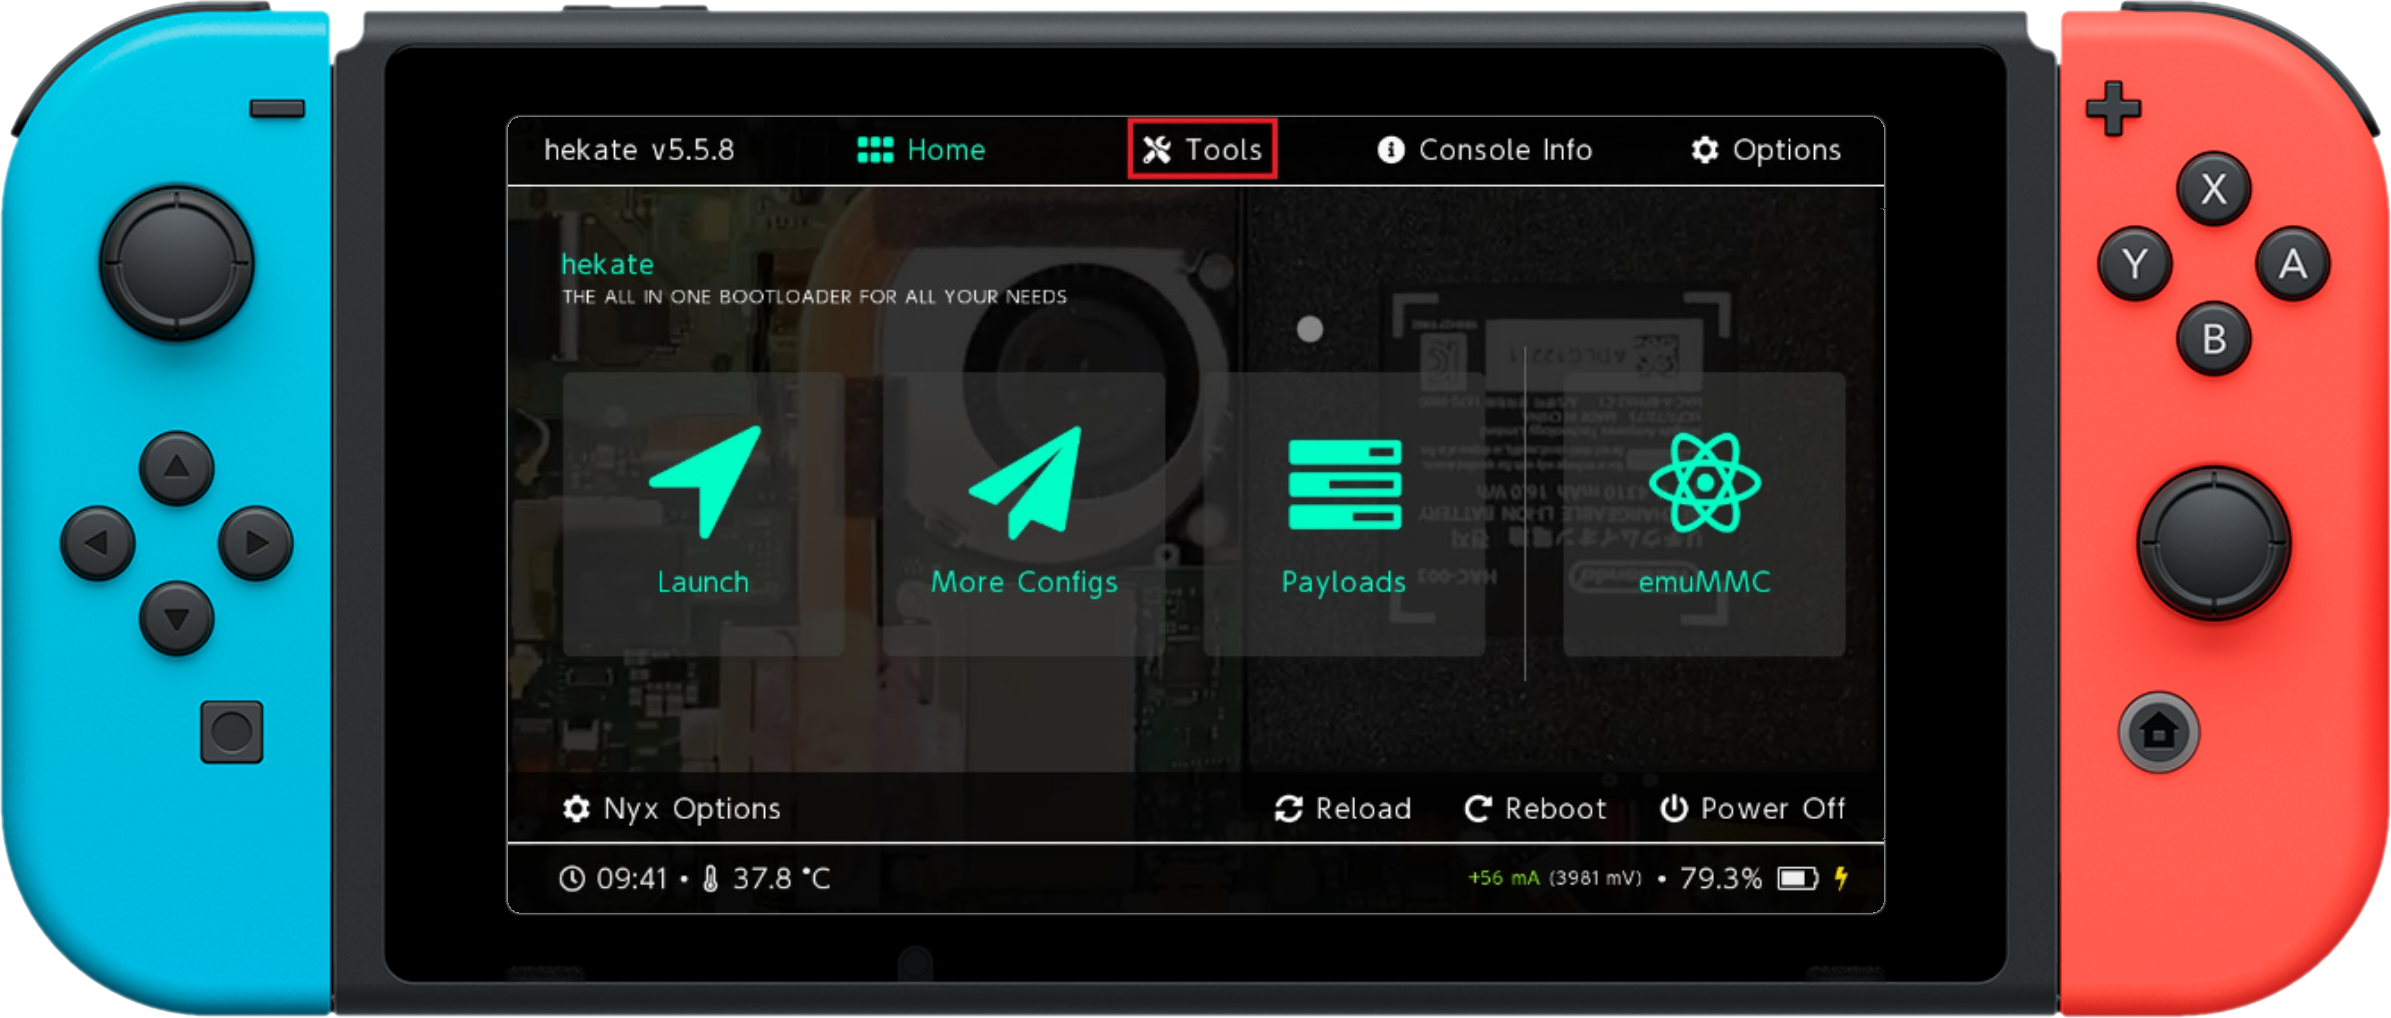 hekate v5.5.8
Home
Tools
Console Info
Options
hekate
THE ALL IN ONE BOOTLOADER FOR ALL YOUR NEEDS
Launch
More Configs
Payloads
emuMMC
Nyx Options
Reload
Reboot
Power Off
09:41 • 37.8 °C
+56 mA (3981 mV) • 79.3%
X
Y
A
B